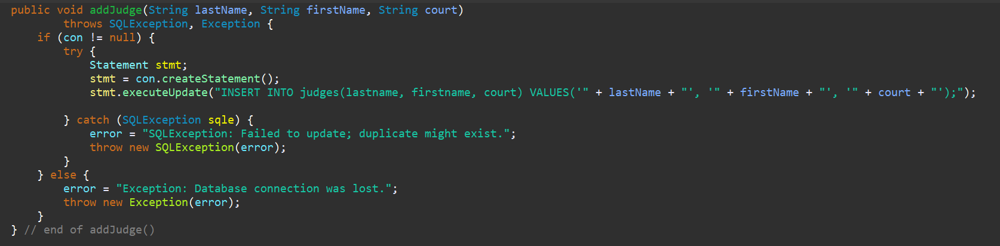 public void addJudge(String lastName, String firstName, String court)
        throws SQLException, Exception {
    if (con != null) {
        try {
            Statement stmt;
            stmt = con.createStatement();
            stmt.executeUpdate("INSERT INTO judges(lastname, firstname, court) VALUES('" + lastName + "', '" + firstName + "', '" + court + "');");
        } catch (SQLException sqle) {
            error = "SQLException: Failed to update; duplicate might exist.";
            throw new SQLException(error);
        }
    } else {
        error = "Exception: Database connection was lost.";
        throw new Exception(error);
    }
} // end of addJudge()